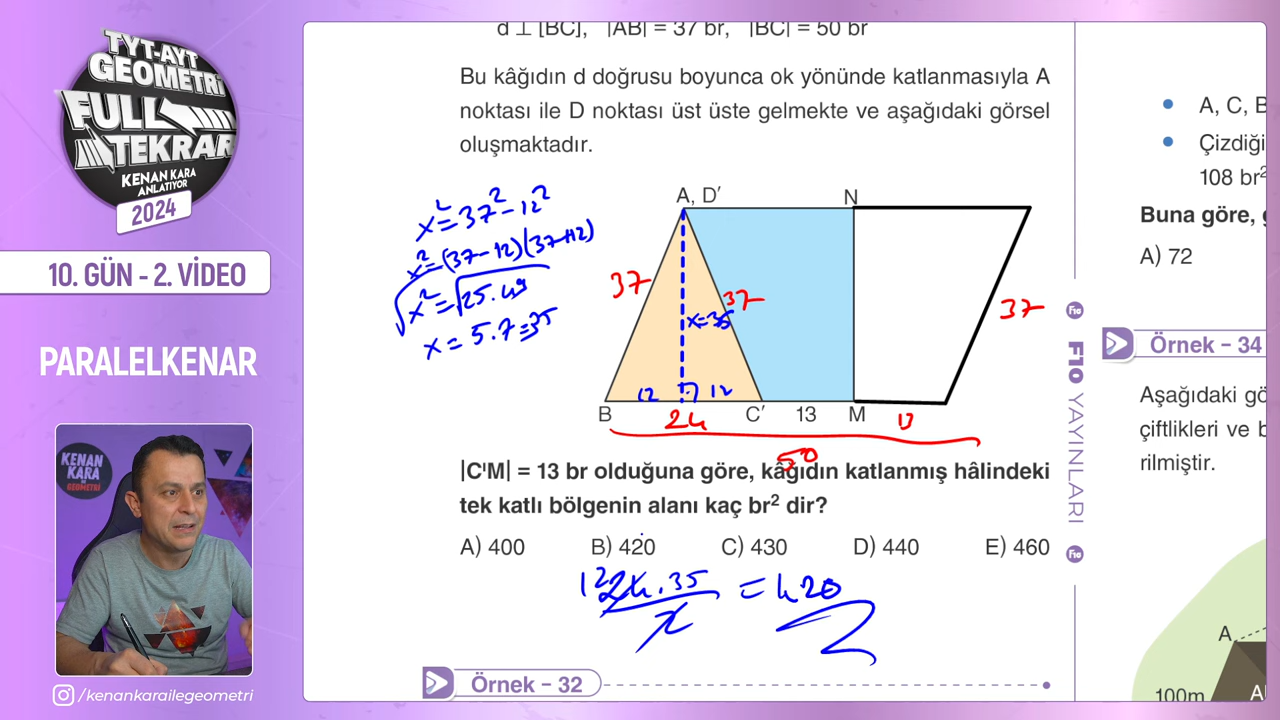 TYT-AYT
GEOMETRİ
FULL
TEKRAR
KENAN KARA
ANLATIYOR
2024
10. GÜN - 2. VİDEO
PARALELKENAR
KENAN
KARA
GEOMETRİ
/kenankarailegeometri
d ⊥ [BC], |AB| = 37 br, |BC| = 50 br
Bu kâğıdın d doğrusu boyunca ok yönünde katlanmasıyla A
noktası ile D noktası üst üste gelmekte ve aşağıdaki görsel
oluşmaktadır.
x² = 37² - 12²
x² = (37-12)(37+12)
√x² = √25.49
x = 5.7 = 35
A, D′
N
37
37
x=35
37
12
12
B
24
C′
13
M
13
50
|C'M| = 13 br olduğuna göre, kâğıdın katlanmış hâlindeki
tek katlı bölgenin alanı kaç br² dir?
A) 400 B) 420 C) 430 D) 440 E) 460
12
24.35
2
= 420
Örnek – 32
A, C, B
Çizdiği
108 br²
Buna göre,
A) 72
F10 YAYINLARI
Örnek – 34
Aşağıdaki gö
çiftlikleri ve b
rilmiştir.
A
100m
A